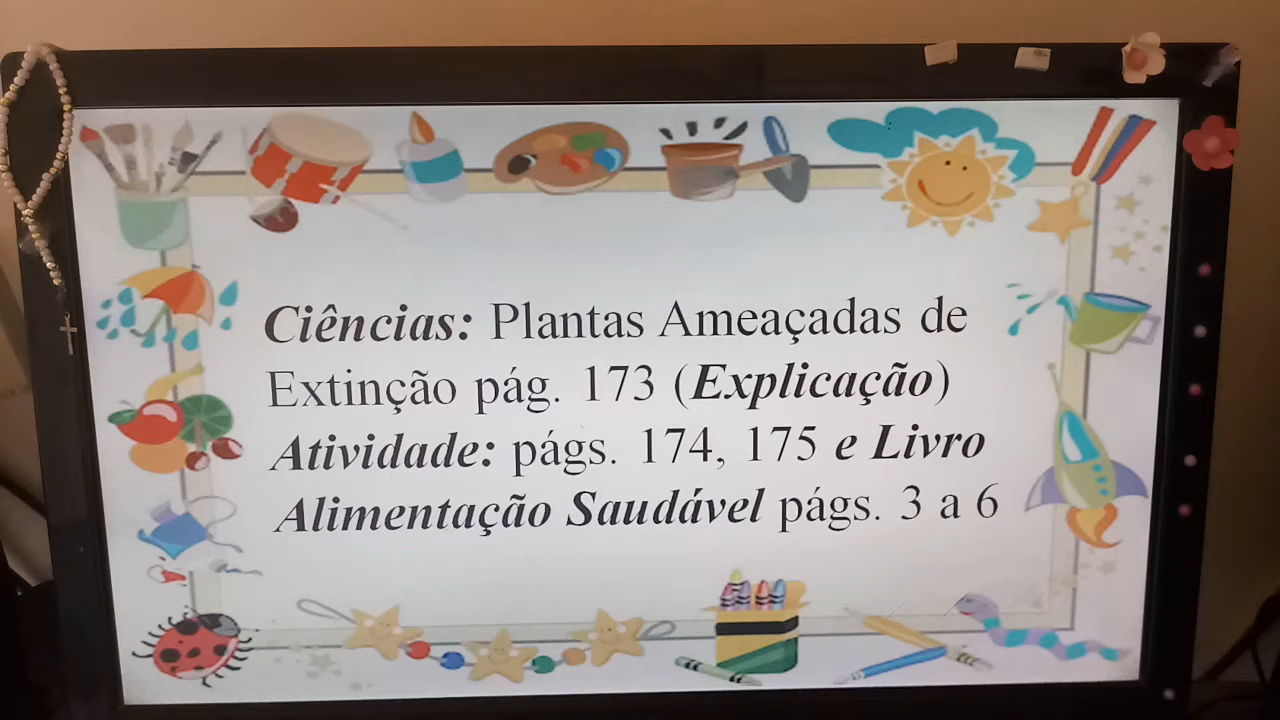 Ciências: Plantas Ameaçadas de
Extinção pág. 173 (Explicação)
Atividade: págs. 174, 175 e Livro
Alimentação Saudável págs. 3 a 6